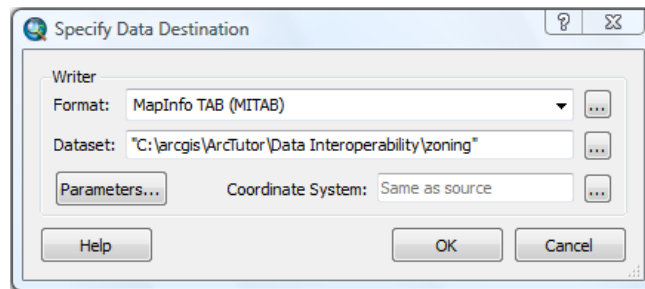 Specify Data Destination
Writer
Format: MapInfo TAB (MITAB) ...
Dataset: "C:\arcgis\ArcTutor\Data Interoperability\zoning" ...
Parameters... Coordinate System: Same as source ...
Help OK Cancel